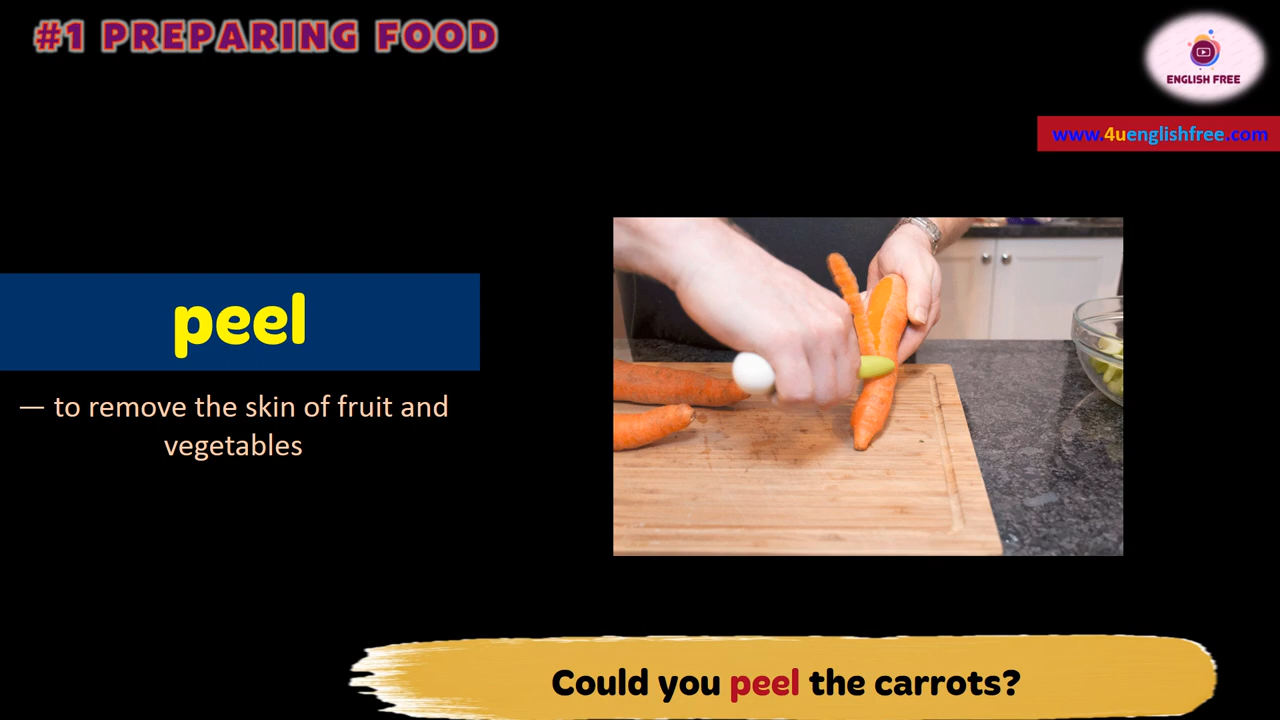 #1 PREPARING FOOD
ENGLISH FREE
www.4uenglishfree.com
peel
— to remove the skin of fruit and
vegetables
Could you peel the carrots?